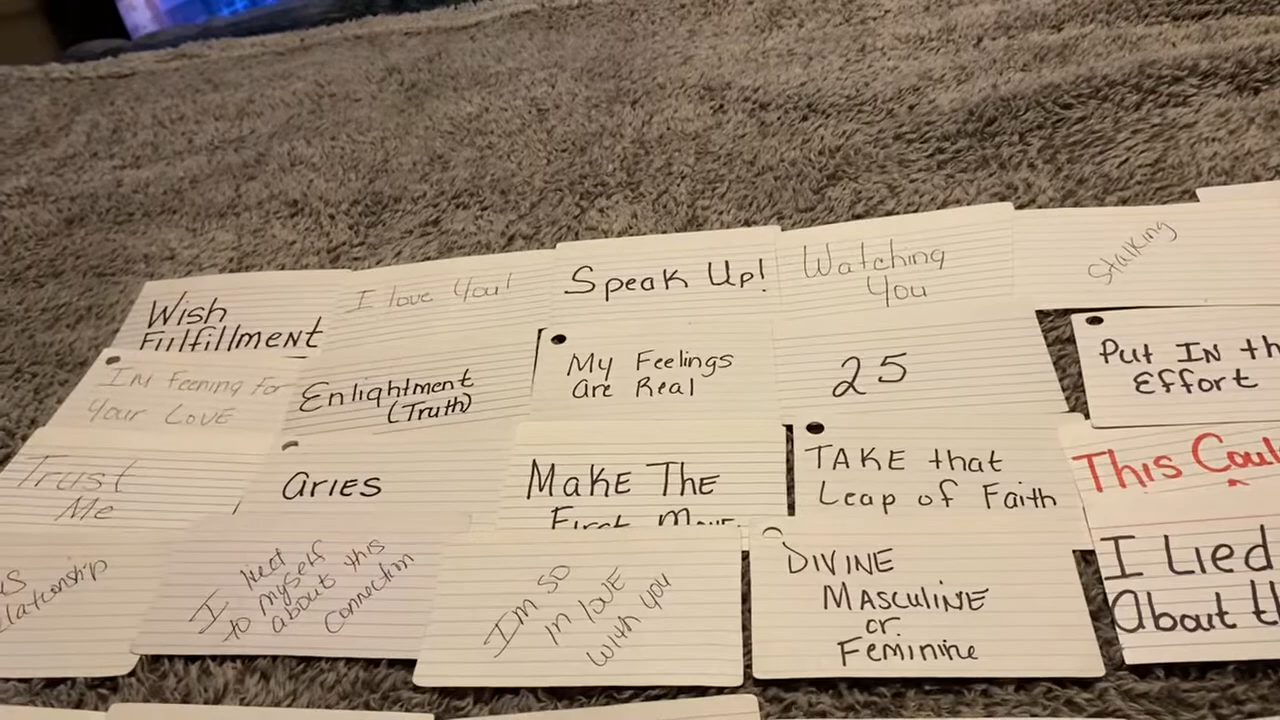 Wish
Fulfillment
I love You!
Speak Up!
Watching
You
Stalking
I'm Feening For
Your Love
Enlightment
(Truth)
My Feelings
are Real
25
Put IN th
Effort
Trust
Me
aries
Make The
First
TAKE that
Leap of Faith
This Coul
I lied
to myself
about this
connection
I'm so
in love
with you
DIVINE
MASCULINE
or
Feminine
I Lied
About t